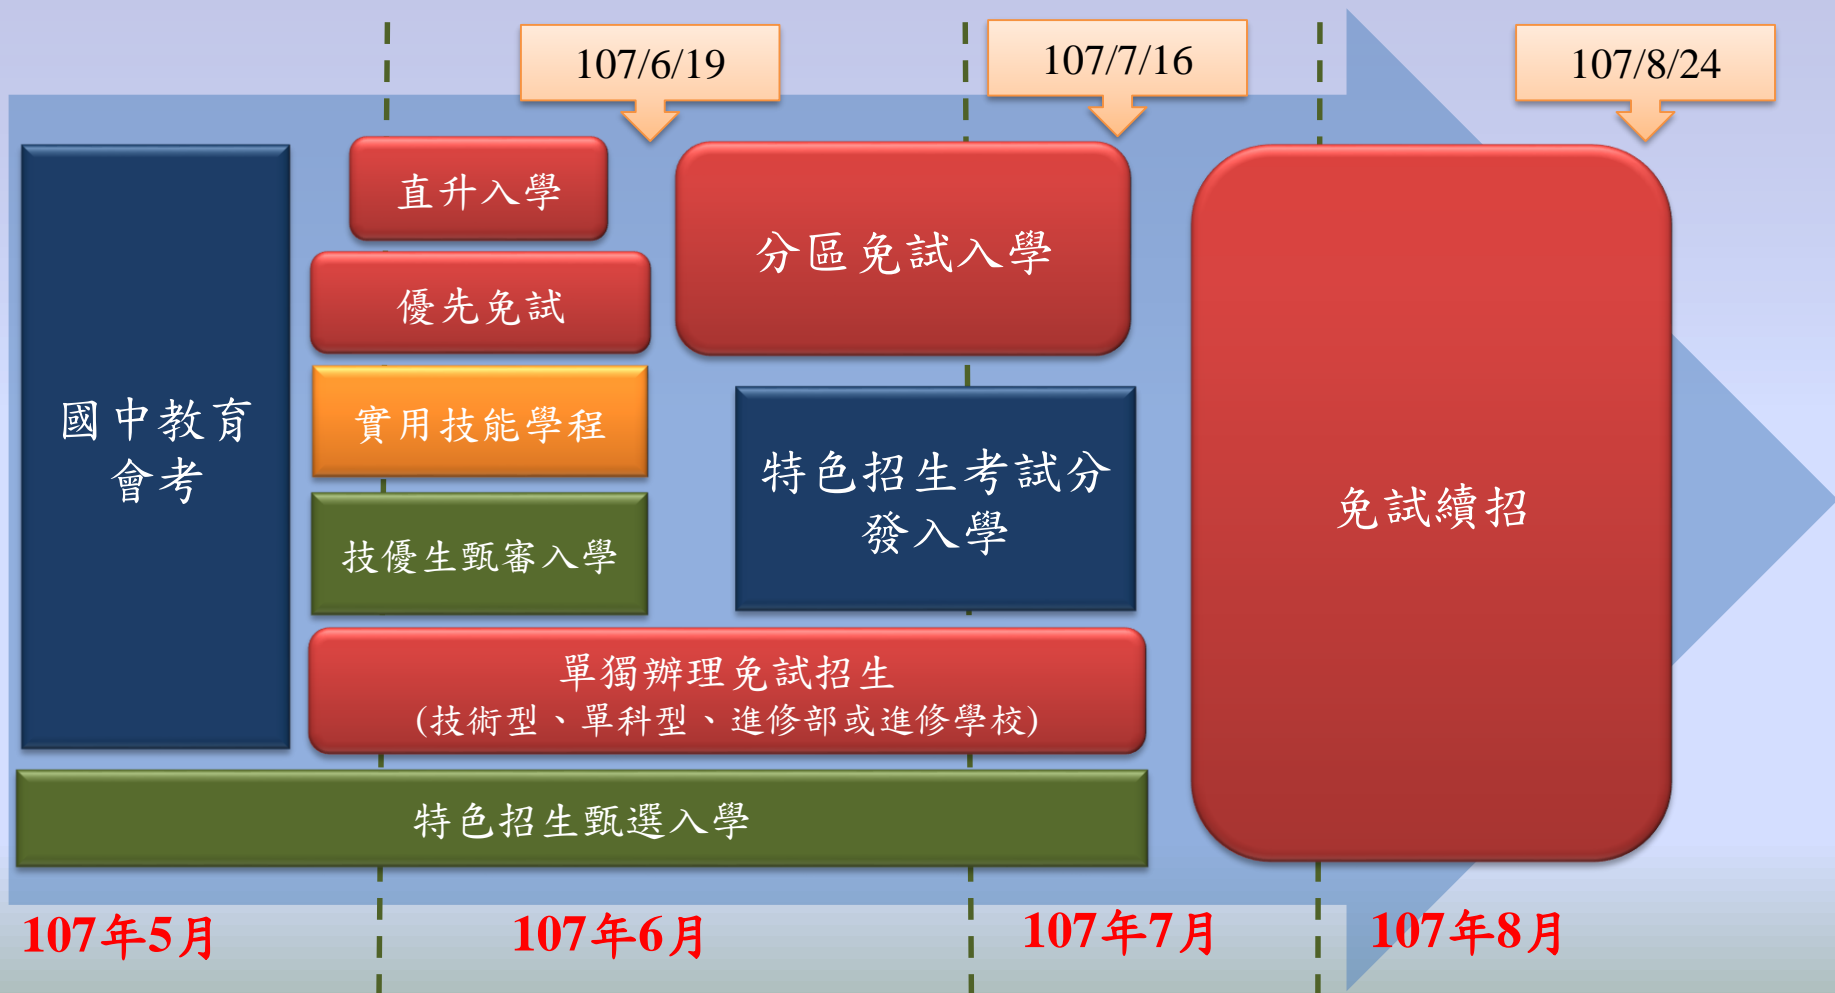 107/6/19
107/7/16
107/8/24
國中教育
會考
直升入學
優先免試
實用技能學程
技優生甄審入學
分區免試入學
特色招生考試分
發入學
單獨辦理免試招生
(技術型、單科型、進修部或進修學校)
特色招生甄選入學
免試續招
107年5月
107年6月
107年7月
107年8月